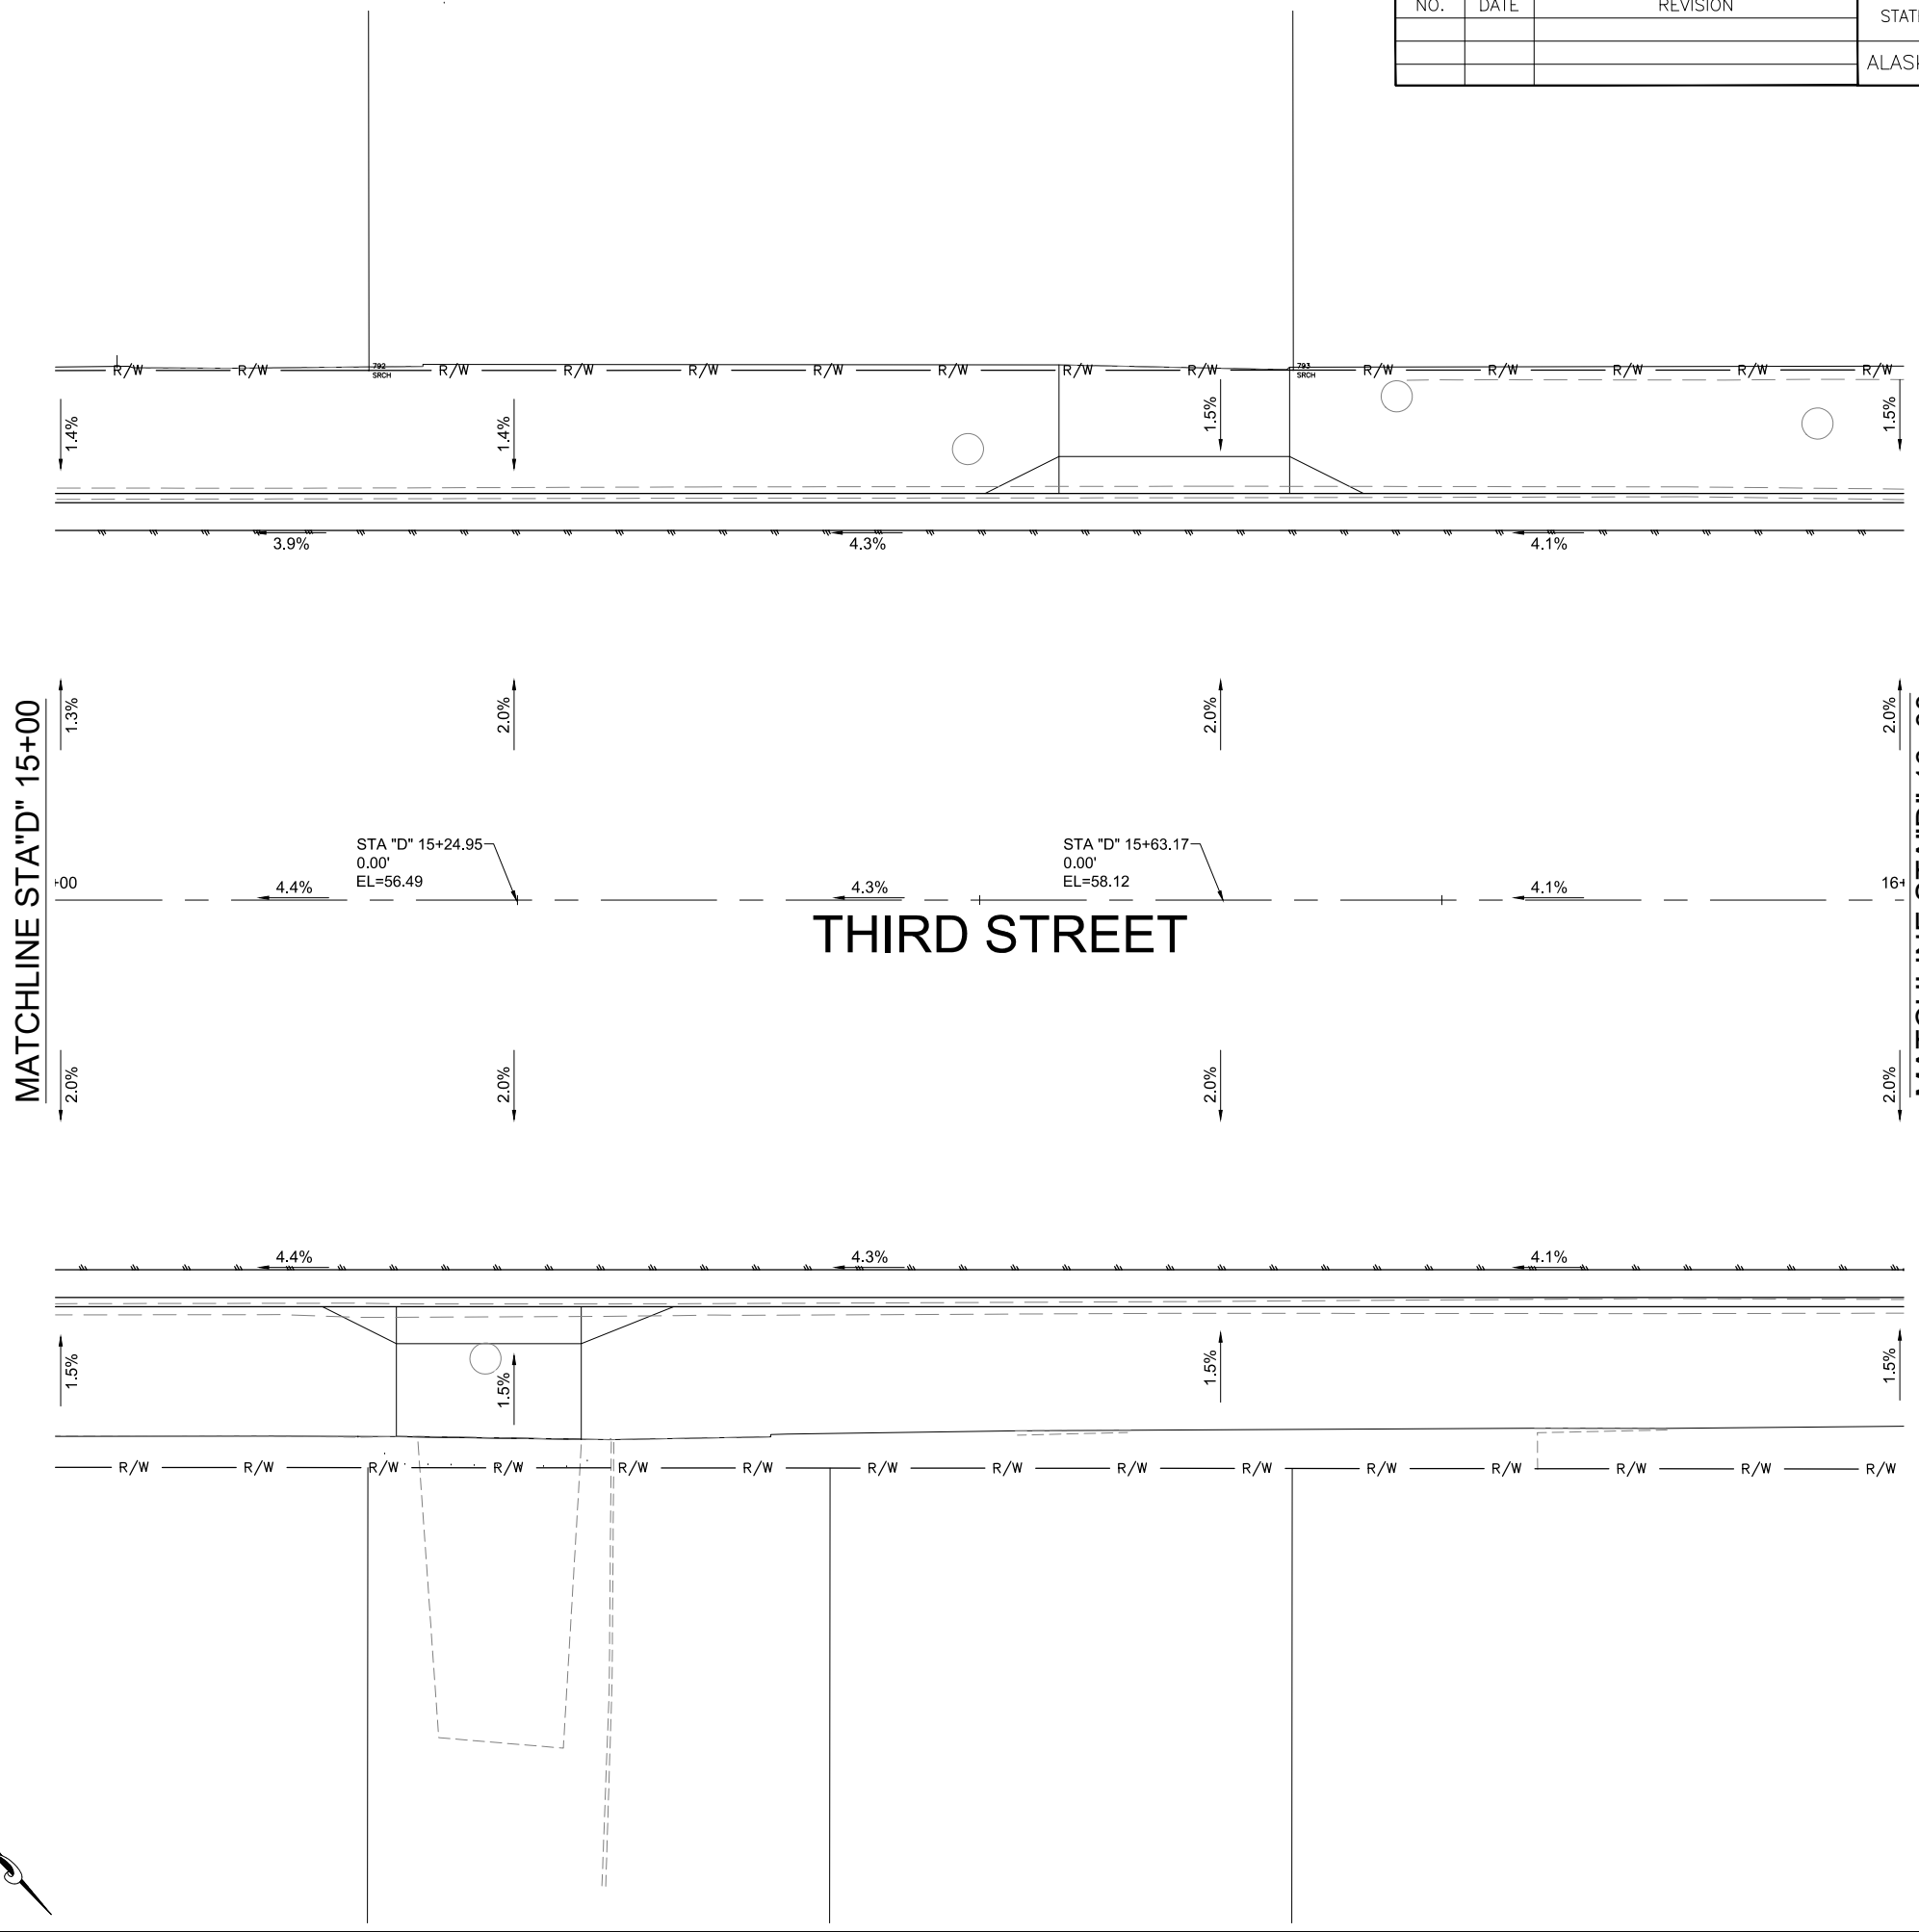 NO. DATE REVISION
ALASK
R/W R/W 792 R/W R/W R/W R/W R/W R/W R/W 793 R/W R/W R/W R/W R/W
SRCH SRCH
1.4% 1.4% 1.5% 1.5%
3.9% 4.3% 4.1%
1.3% 2.0% 2.0% 2.0%
MATCHLINE STA"D" 15+00
STA "D" 15+24.95
0.00'
EL=56.49
STA "D" 15+63.17
0.00'
EL=58.12
+00 4.4% 4.3% 4.1% 16+
THIRD STREET
2.0% 2.0% 2.0% 2.0%
4.4% 4.3% 4.1%
1.5% 1.5% 1.5% 1.5%
R/W R/W R/W R/W R/W R/W R/W R/W R/W R/W R/W R/W R/W R/W R/W